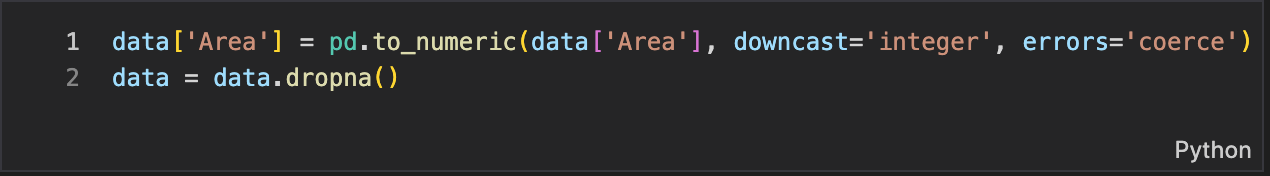 1 data['Area'] = pd.to_numeric(data['Area'], downcast='integer', errors='coerce')
2 data = data.dropna()
Python